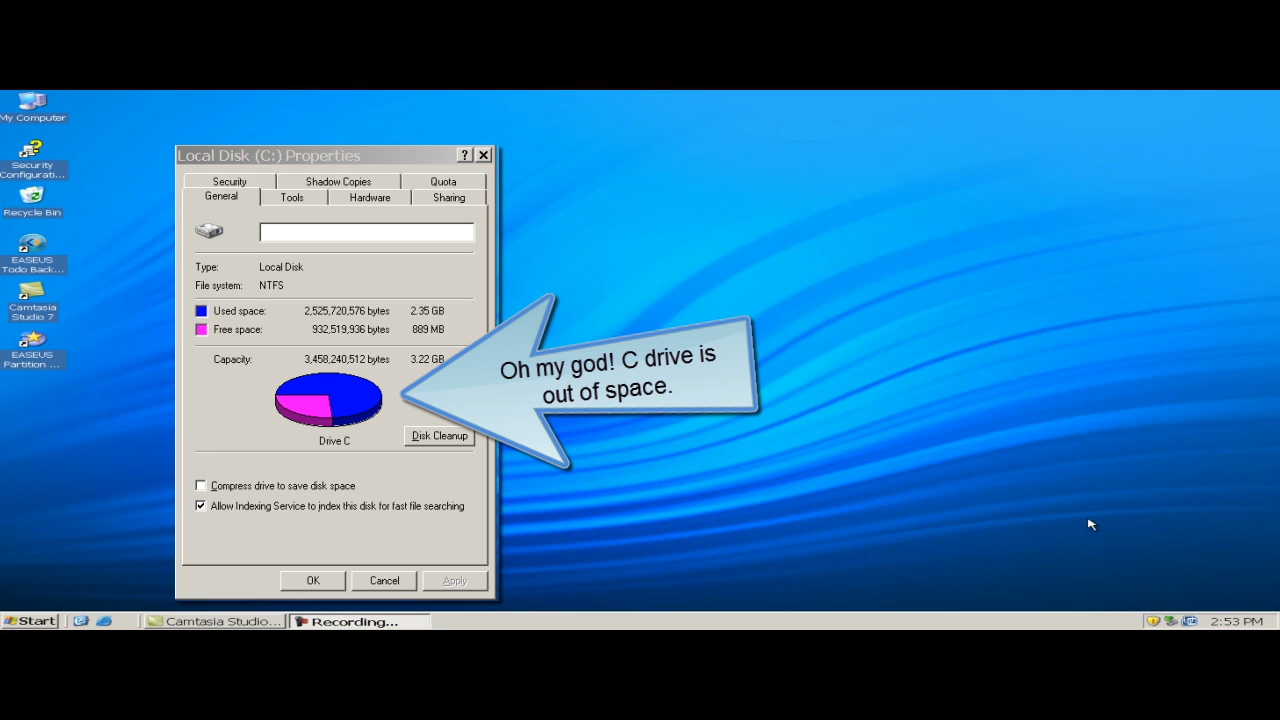 My Computer
Security
Configurati...
Recycle Bin
EASEUS
Todo Back...
Camtasia
Studio 7
EASEUS
Partition ...
Local Disk (C:) Properties
Security Shadow Copies Quota
General Tools Hardware Sharing
Type: Local Disk
File system: NTFS
Used space: 2,525,720,576 bytes 2.35 GB
Free space: 932,519,936 bytes 889 MB
Capacity: 3,458,240,512 bytes 3.22 GB
Drive C
Disk Cleanup
Compress drive to save disk space
Allow Indexing Service to index this disk for fast file searching
OK Cancel Apply
Oh my god! C drive is
out of space.
Start Camtasia Studio... Recording... 2:53 PM